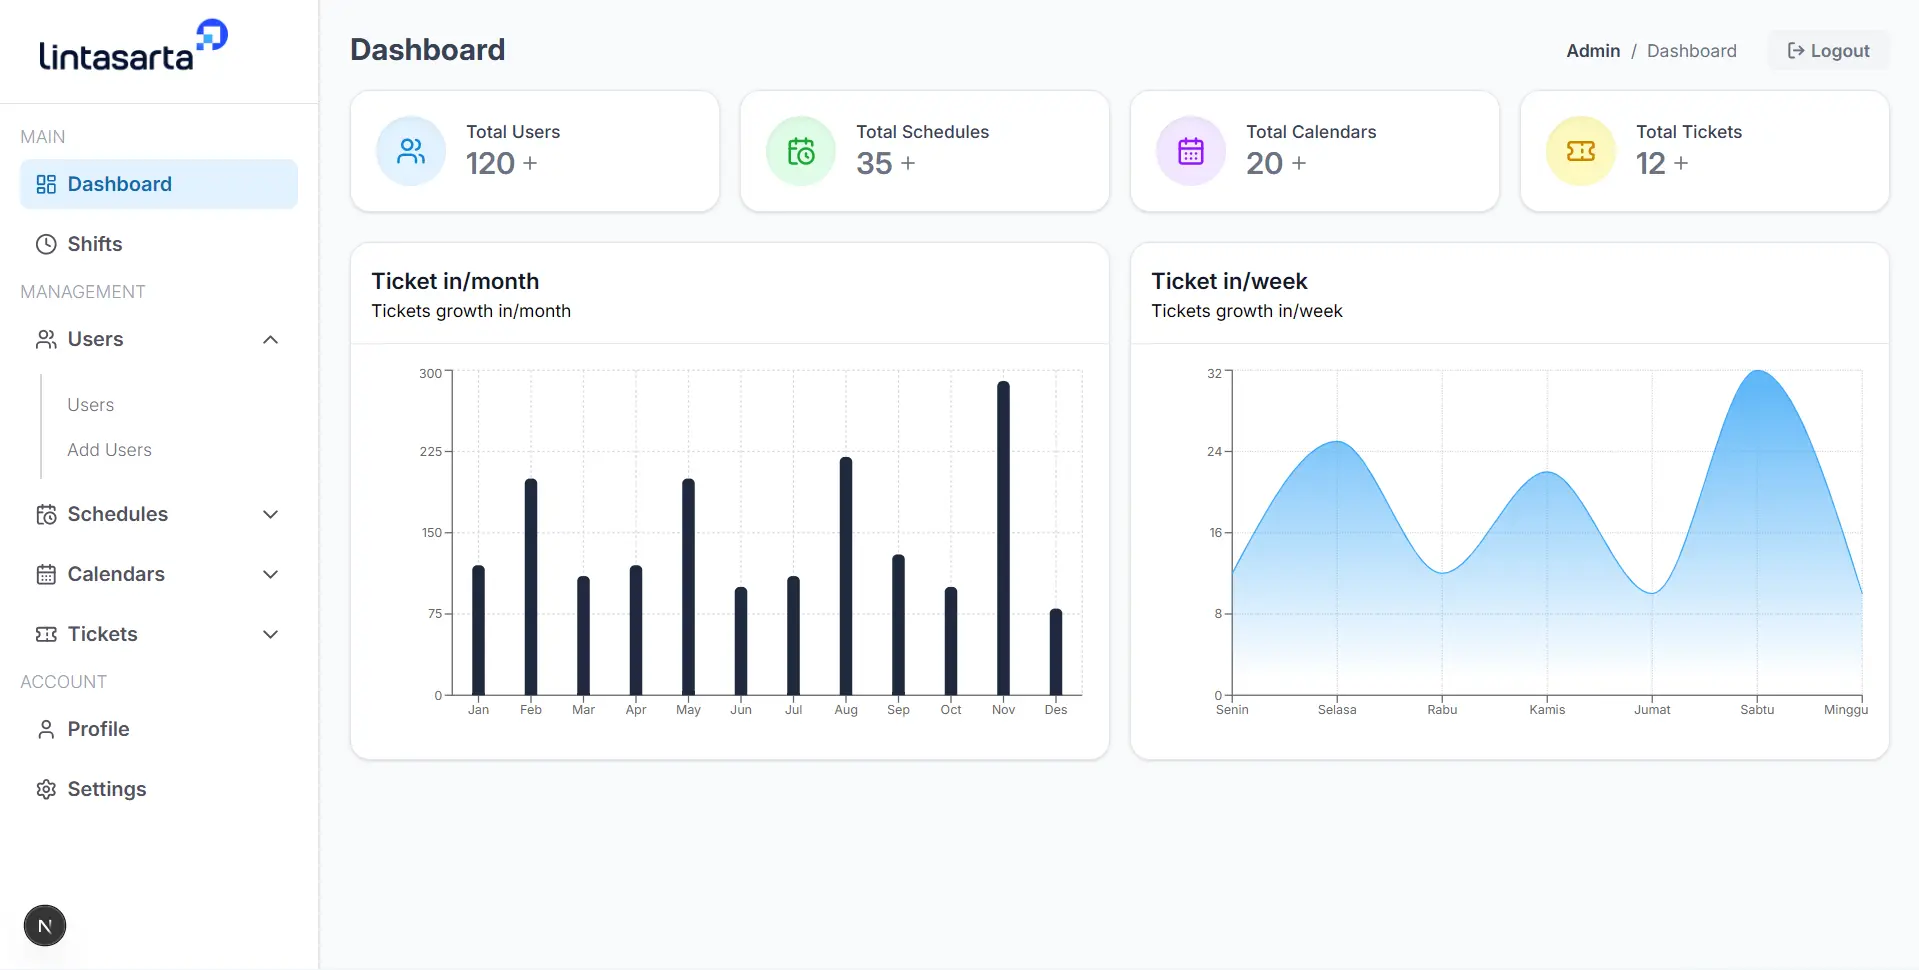 lintasarta
MAIN
Dashboard
Shifts
MANAGEMENT
Users
Users
Add Users
Schedules
Calendars
Tickets
ACCOUNT
Profile
Settings
N
Dashboard
Admin / Dashboard
Logout
Total Users
120 +
Total Schedules
35 +
Total Calendars
20 +
Total Tickets
12 +
Ticket in/month
Tickets growth in/month
300
225
150
75
0
Jan Feb Mar Apr May Jun Jul Aug Sep Oct Nov Des
Ticket in/week
Tickets growth in/week
32
24
16
8
0
Senin Selasa Rabu Kamis Jumat Sabtu Minggu